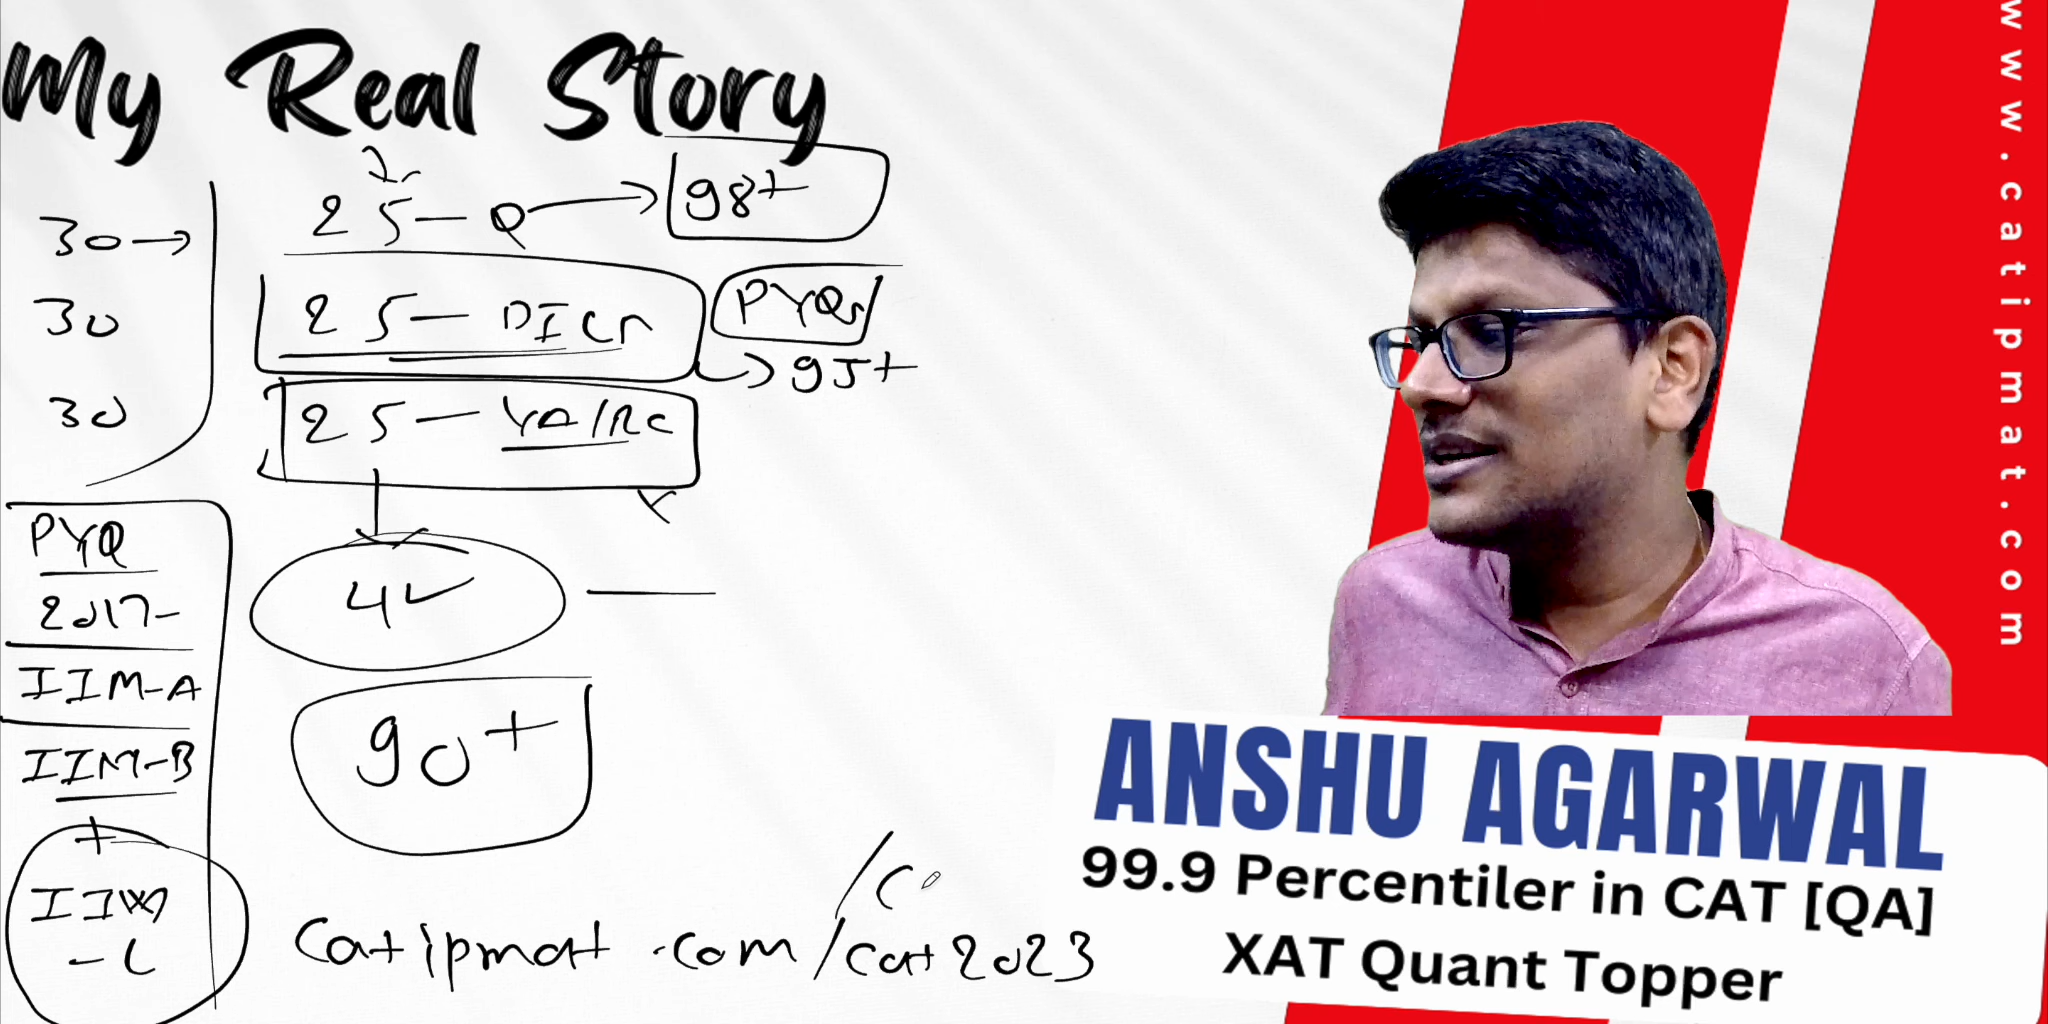 My Real Story
30 →
30
30
25 - Q → 98+
25 - DILR
PYQs
→ 95+
25 - VA/RC
4
90+
PYQ
2017-
IIM-A
IIM-B
+
IIM
- L
/C
catipmat.com/cat2023
www.catipmat.com
ANSHU AGARWAL
99.9 Percentiler in CAT [QA]
XAT Quant Topper